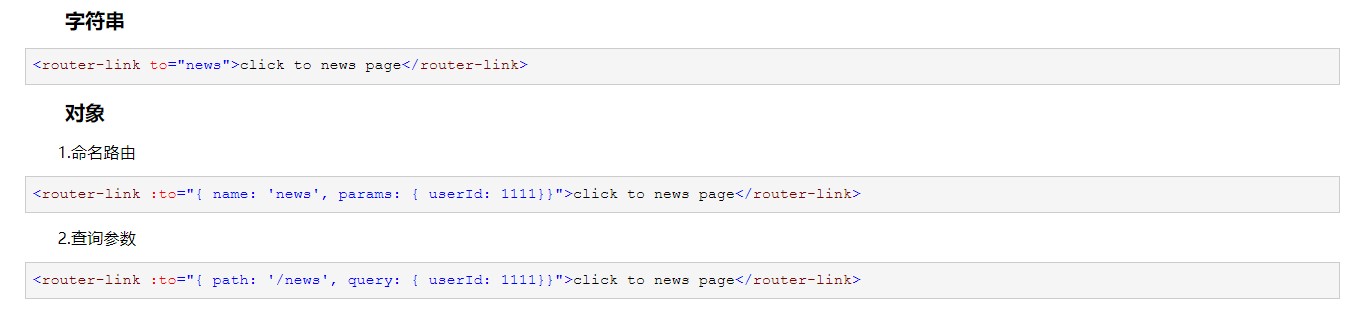 字符串
<router-link to="news">click to news page</router-link>
对象
1.命名路由
<router-link :to="{ name: 'news', params: { userId: 1111}}">click to news page</router-link>
2.查询参数
<router-link :to="{ path: '/news', query: { userId: 1111}}">click to news page</router-link>